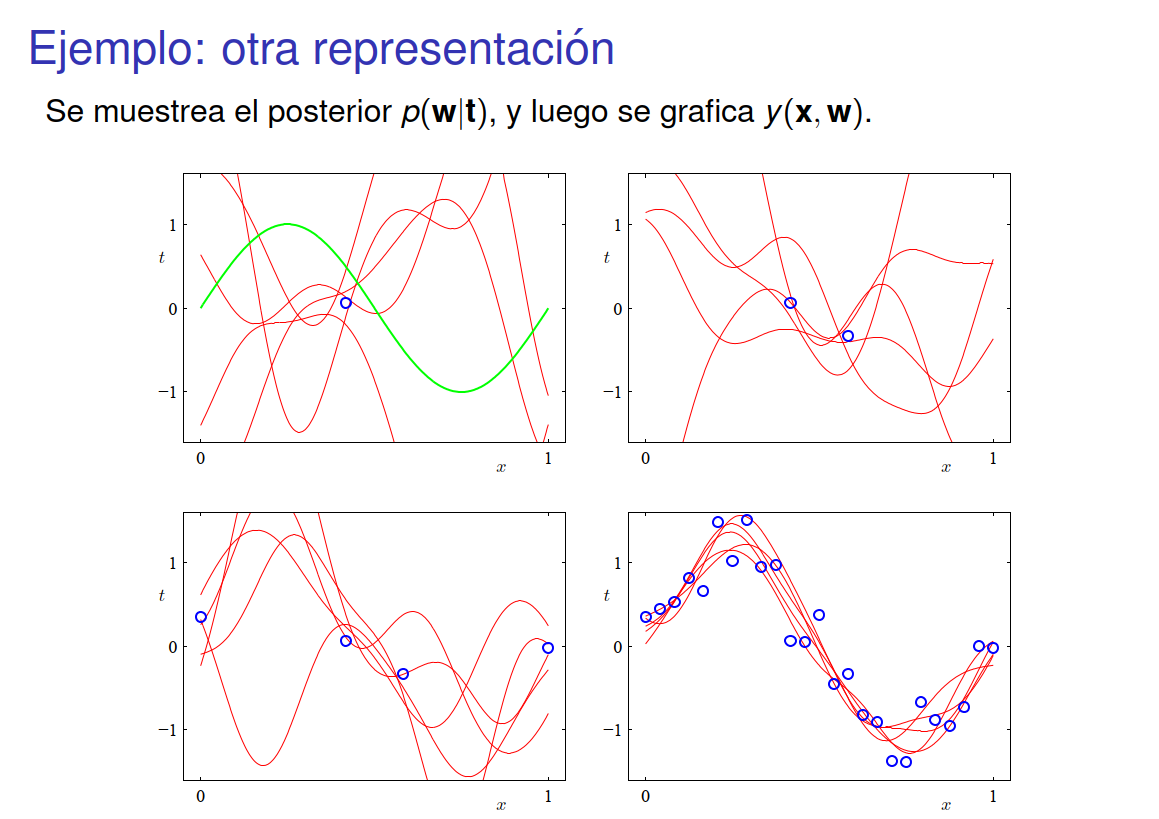 Ejemplo: otra representación
Se muestrea el posterior p(w|t), y luego se grafica y(x, w).
1
t
0
−1
0
x
1
1
t
0
−1
0
x
1
1
t
0
−1
0
x
1
1
t
0
−1
0
x
1